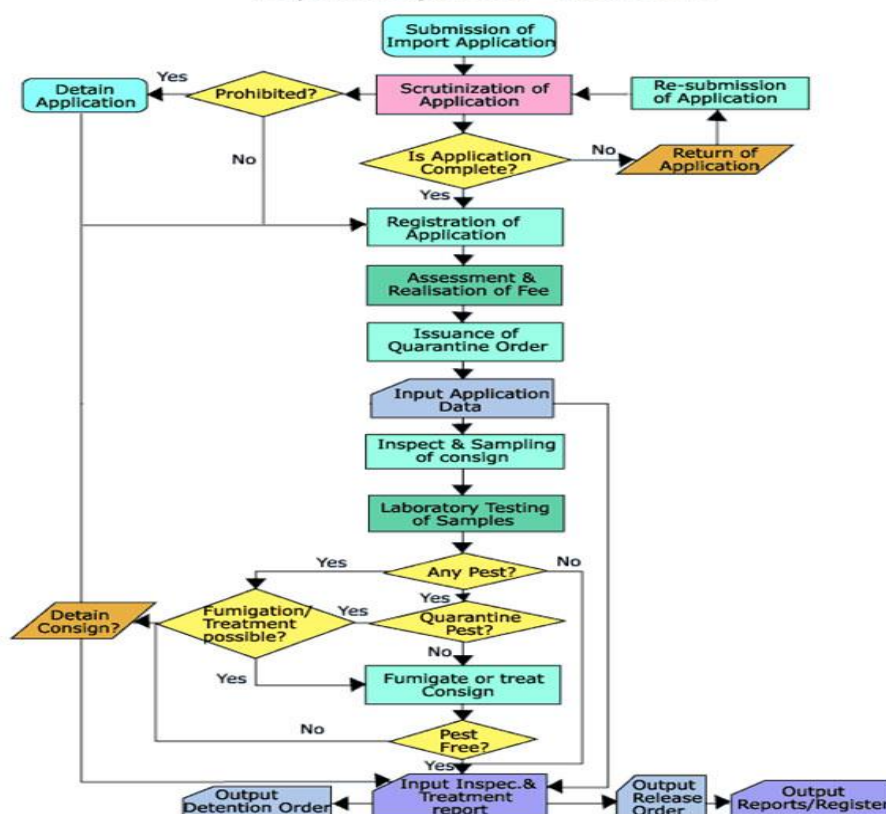 Submission of
Import Application
Detain
Application
Yes
Prohibited?
Scrutinization of
Application
Re-submission
of Application
No
Is Application
Complete?
No
Return of
Application
Yes
Registration of
Application
Assessment &
Realisation of Fee
Issuance of
Quarantine Order
Input Application
Data
Inspect & Sampling
of consign
Laboratory Testing
of Samples
Yes
Any Pest?
No
Yes
Detain
Consign?
Fumigation/
Treatment
possible?
Yes
Quarantine
Pest?
No
Yes
Fumigate or treat
Consign
No
Pest
Free?
Yes
Output
Detention Order
Input Inspec.&
Treatment
report
Output
Release
Order
Output
Reports/Register